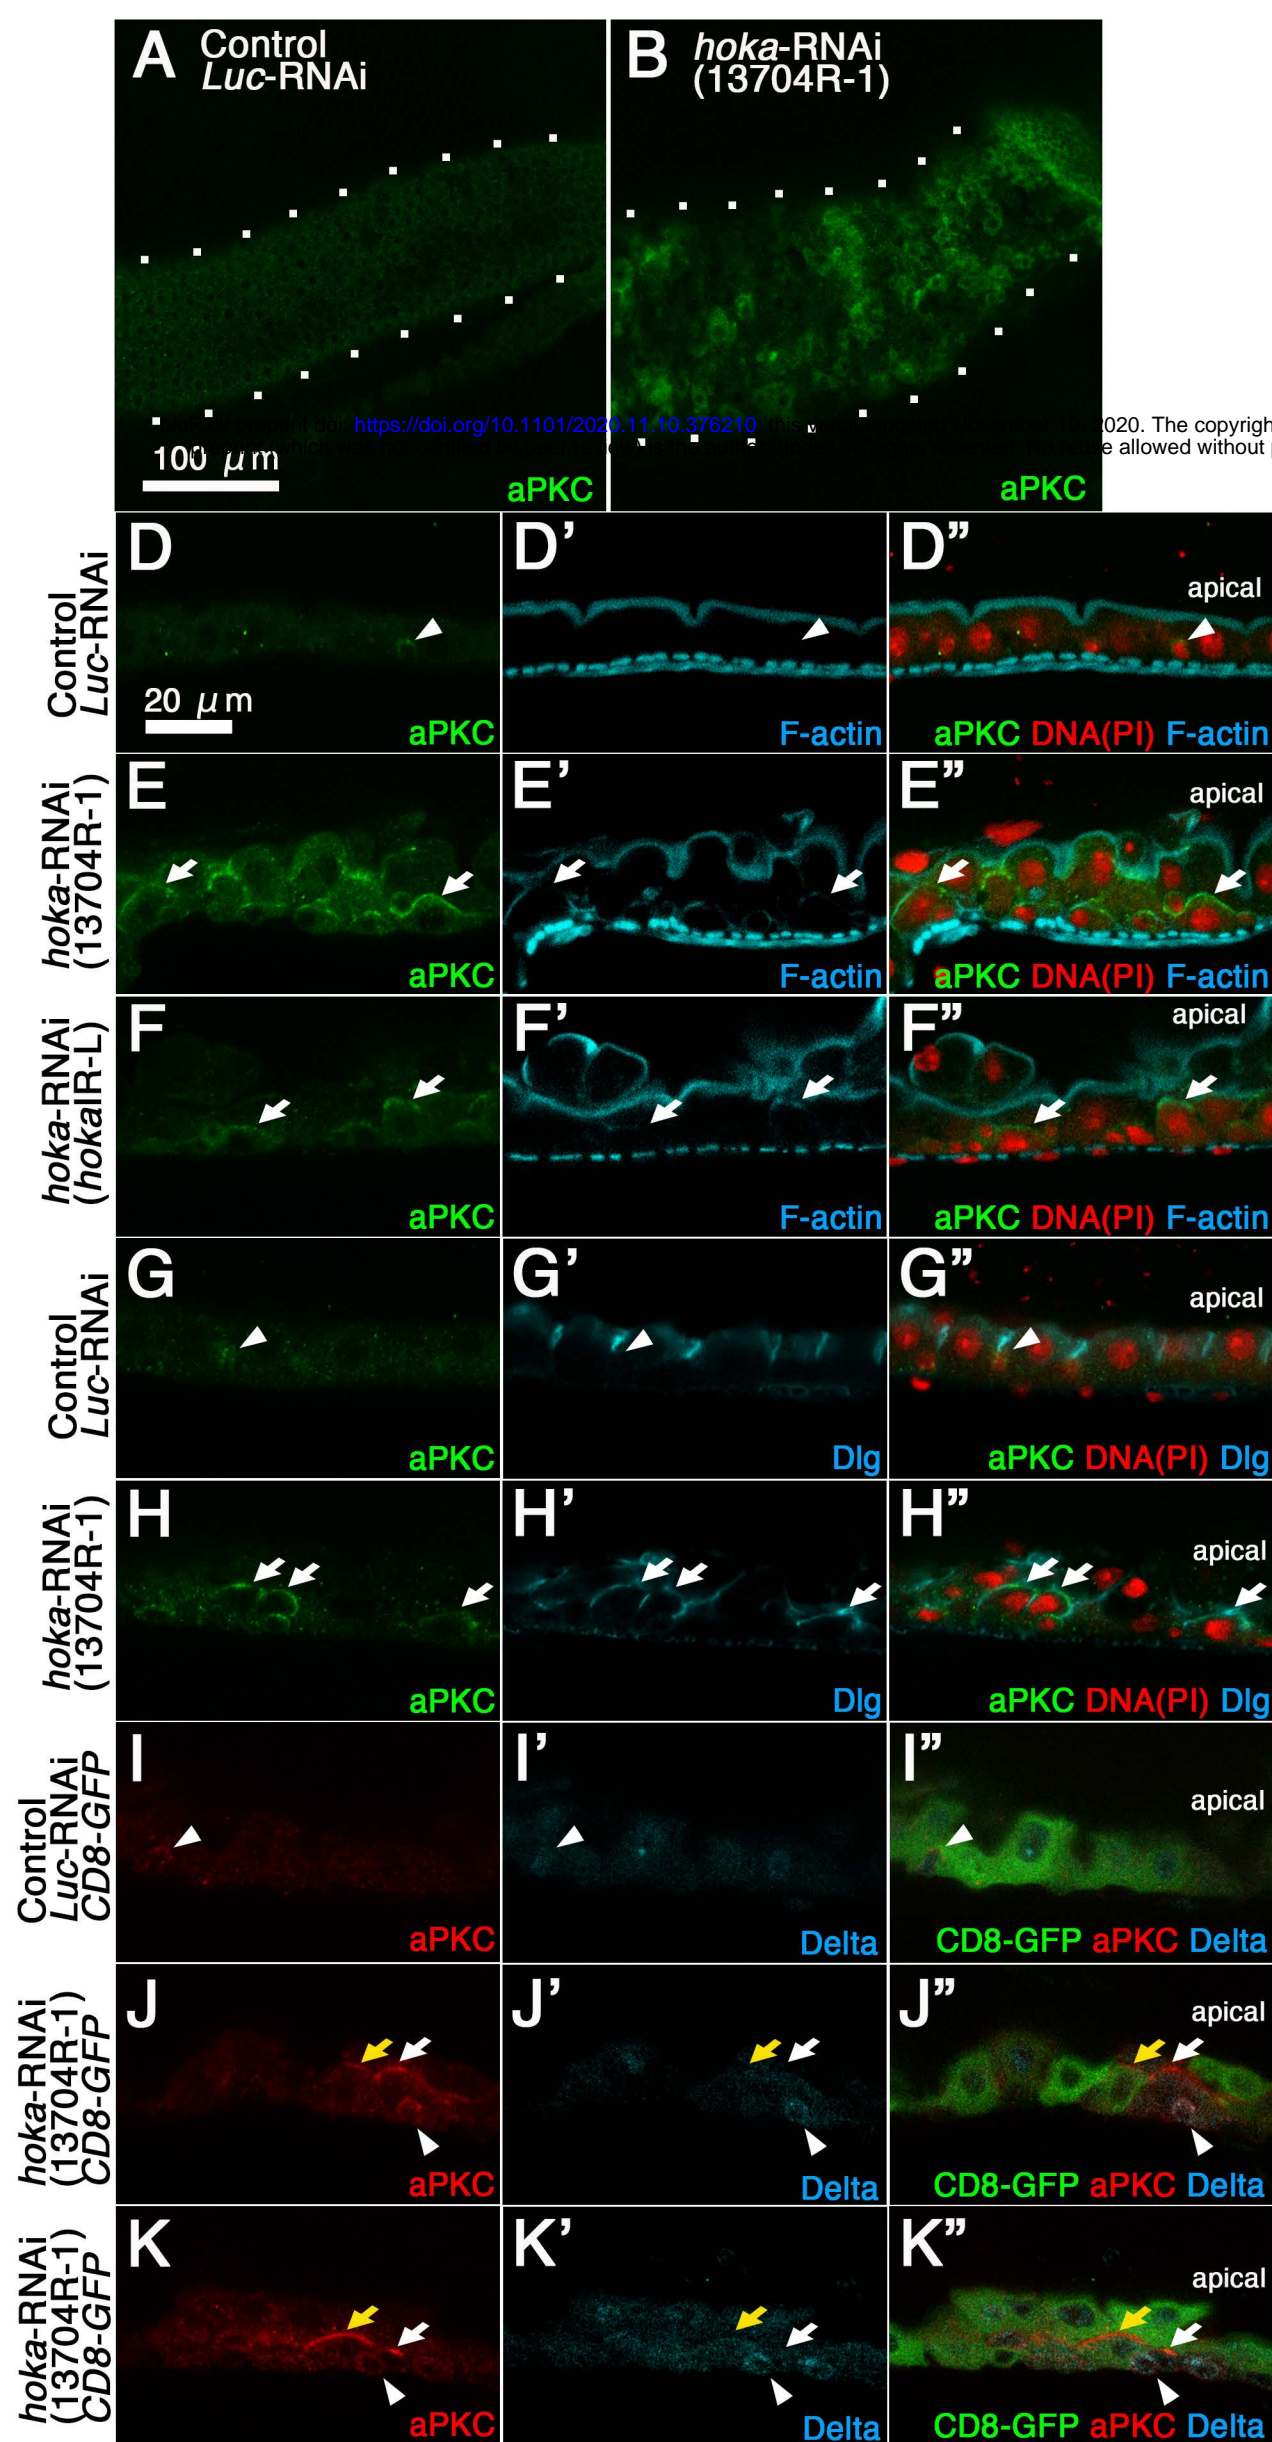 A Control
Luc-RNAi
B hoka-RNAi
(13704R-1)
https://doi.org/10.1101/2020.11.10.376210
2020. The copyrigh
allowed without
100 μm
aPKC
aPKC
Control
Luc-RNAi
D
20 μm
aPKC
D’
F-actin
D”
apical
aPKC DNA(PI) F-actin
hoka-RNAi
(13704R-1)
E
aPKC
E’
F-actin
E”
apical
aPKC DNA(PI) F-actin
hoka-RNAi
(hokaIR-L)
F
aPKC
F’
F-actin
F”
apical
aPKC DNA(PI) F-actin
Control
Luc-RNAi
G
aPKC
G’
Dlg
G”
apical
aPKC DNA(PI) Dlg
hoka-RNAi
(13704R-1)
H
aPKC
H’
Dlg
H”
apical
aPKC DNA(PI) Dlg
Control
Luc-RNAi
CD8-GFP
I
aPKC
I’
Delta
I”
apical
CD8-GFP aPKC Delta
hoka-RNAi
(13704R-1)
CD8-GFP
J
aPKC
J’
Delta
J”
apical
CD8-GFP aPKC Delta
hoka-RNAi
(13704R-1)
CD8-GFP
K
aPKC
K’
Delta
K”
apical
CD8-GFP aPKC Delta